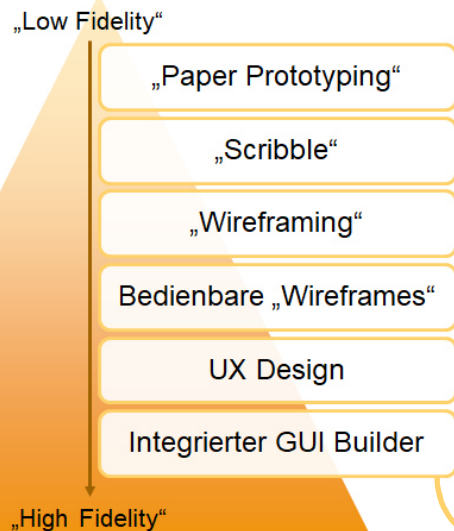 „Low Fidelity“
„Paper Prototyping“
„Scribble“
„Wireframing“
Bedienbare „Wireframes“
UX Design
Integrierter GUI Builder
„High Fidelity“